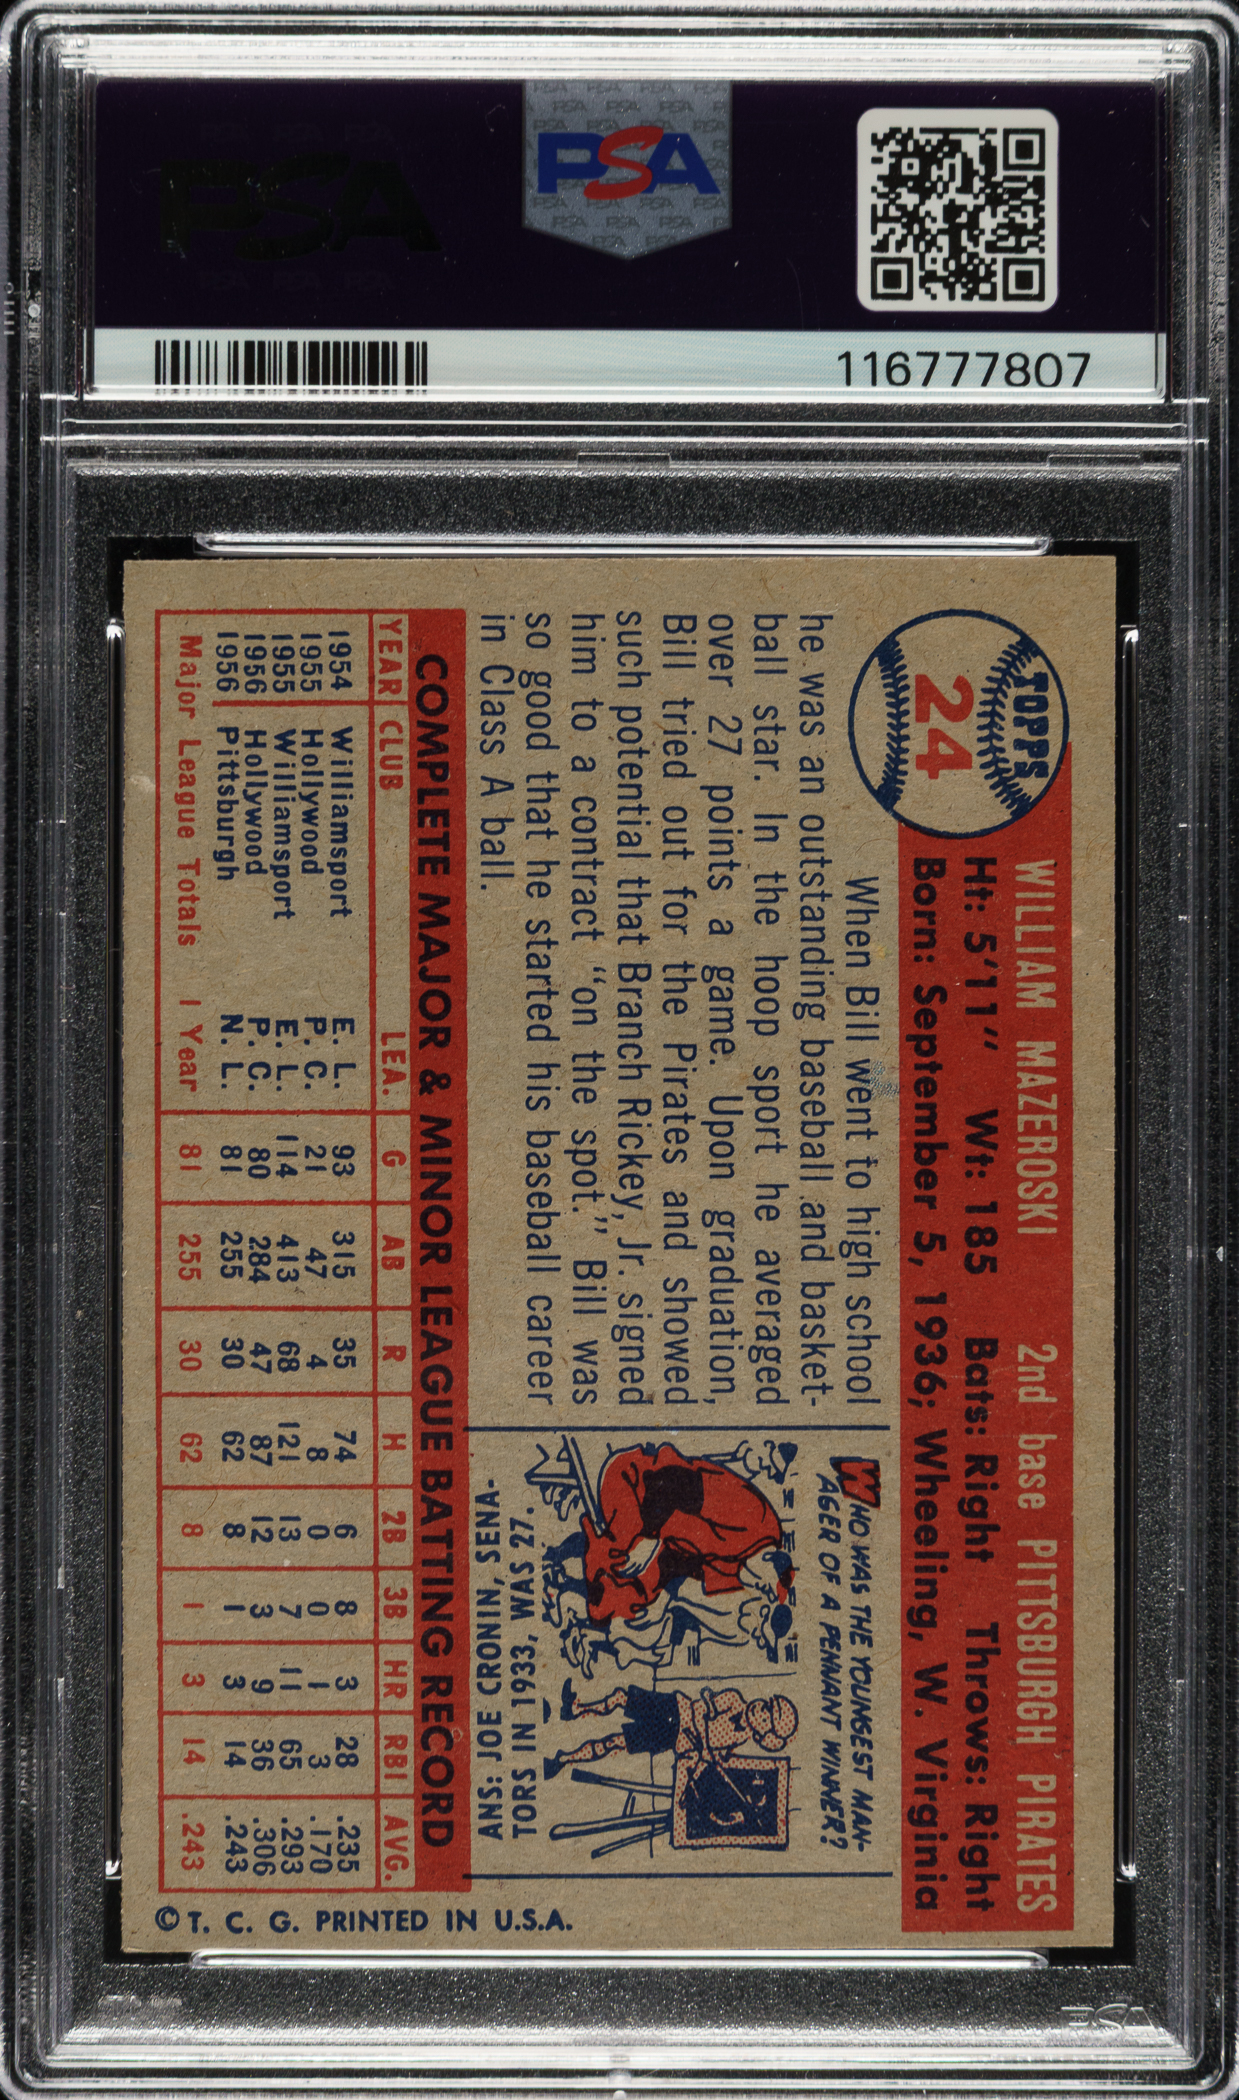 PSA
116777807
TOPPS
24
WILLIAM MAZEROSKI 2nd base PITTSBURGH PIRATES
Ht: 5'11" Wt: 185 Bats: Right Throws: Right
Born: September 5, 1936; Wheeling, W. Virginia
When Bill went to high school
he was an outstanding baseball and basket-
ball star. In the hoop sport he averaged
over 27 points a game. Upon graduation,
Bill tried out for the Pirates and showed
such potential that Branch Rickey, Jr. signed
him to a contract "on the spot." Bill was
so good that he started his baseball career
in Class A ball.
WHO WAS THE YOUNGEST MAN-
AGER OF A PENNANT WINNER?
ANS: JOE CRONIN, SENA-
TORS IN 1933, WAS 27.
COMPLETE MAJOR & MINOR LEAGUE BATTING RECORD
YEAR CLUB LEA. G AB R H 2B 3B HR RBI AVG.
1954 Williamsport E. L. 93 315 35 74 6 8 3 28 .235
1955 Hollywood P. C. 21 47 4 8 0 0 1 3 .170
1955 Williamsport E. L. 114 413 68 121 13 7 11 65 .293
1956 Hollywood P. C. 80 284 47 87 12 3 9 36 .306
1956 Pittsburgh N. L. 81 255 30 62 8 1 3 14 .243
Major League Totals 1 Year 81 255 30 62 8 1 3 14 .243
© T. C. G. PRINTED IN U.S.A.
PSA